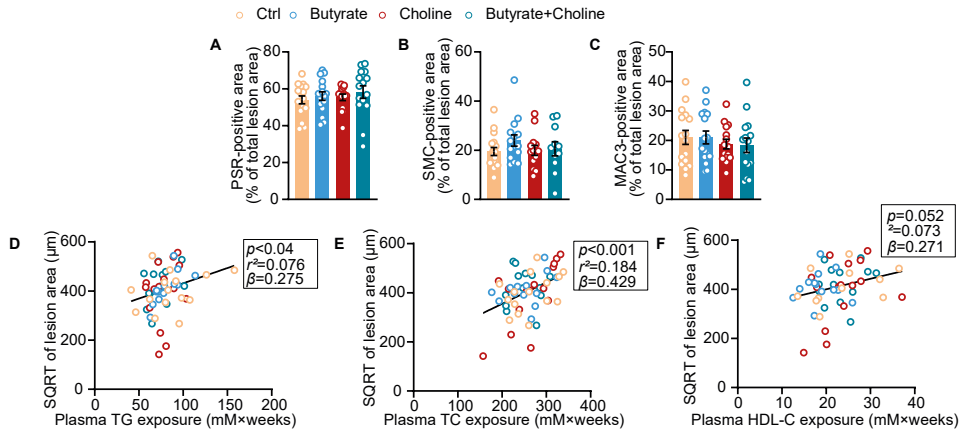 Ctrl Butyrate Choline Butyrate+Choline
A
PSR-positive area
(% of total lesion area)
80
60
40
20
0
B
SMC-positive area
(% of total lesion area)
60
40
20
0
C
MAC3-positive area
(% of total lesion area)
50
40
30
20
10
0
D
SQRT of lesion area (µm)
600
400
200
0
0 50 100 150 200
Plasma TG exposure (mM×weeks)
p<0.04
r²=0.076
β=0.275
E
SQRT of lesion area (µm)
600
400
200
0
0 100 200 300 400
Plasma TC exposure (mM×weeks)
p<0.001
r²=0.184
β=0.429
F
SQRT of lesion area (µm)
600
400
200
0
0 10 20 30 40
Plasma HDL-C exposure (mM×weeks)
p=0.052
²=0.073
β=0.271